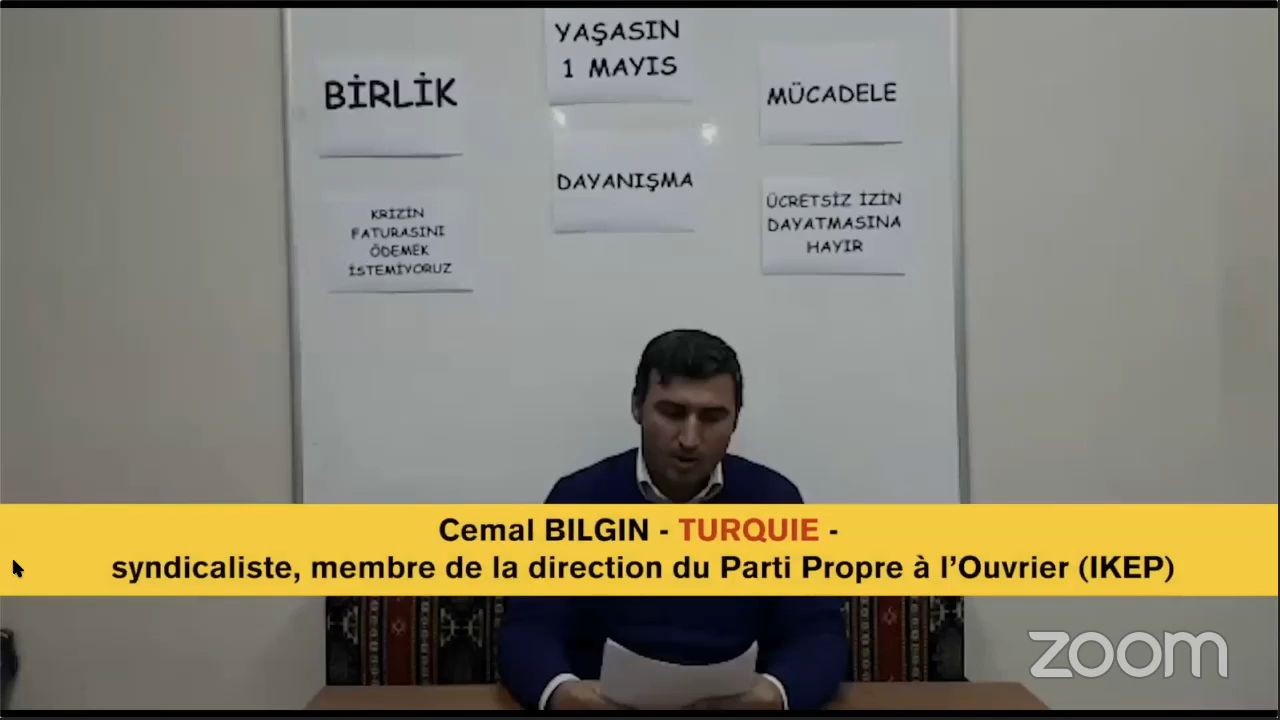 BİRLİK
YAŞASIN
1 MAYIS
MÜCADELE
DAYANIŞMA
KRİZİN
FATURASINI
ÖDEMEK
İSTEMİYORUZ
ÜCRETSİZ İZİN
DAYATMASINA
HAYIR
Cemal BILGIN - TURQUIE -
syndicaliste, membre de la direction du Parti Propre à l'Ouvrier (IKEP)
zoom